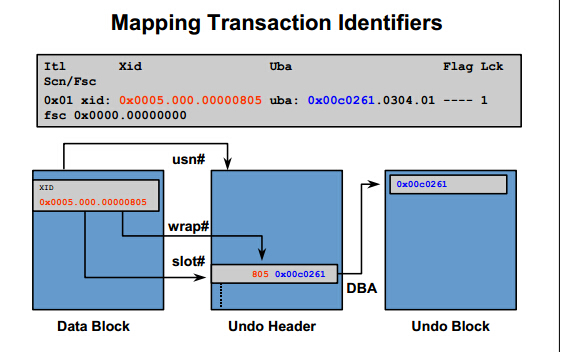 Mapping Transaction Identifiers
Itl Xid Uba Flag Lck
Scn/Fsc
0x01 xid: 0x0005.000.00000805 uba: 0x00c0261.0304.01 ---- 1
fsc 0x0000.00000000
usn#
XID
0x0005.000.00000805
0x00c0261
wrap#
slot#
805 0x00c0261
DBA
Data Block
Undo Header
Undo Block